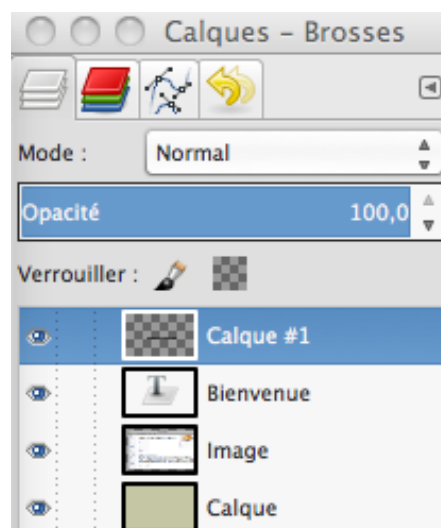 Calques – Brosses
Mode : Normal
Opacité 100,0
Verrouiller :
Calque #1
T Bienvenue
Image
Calque